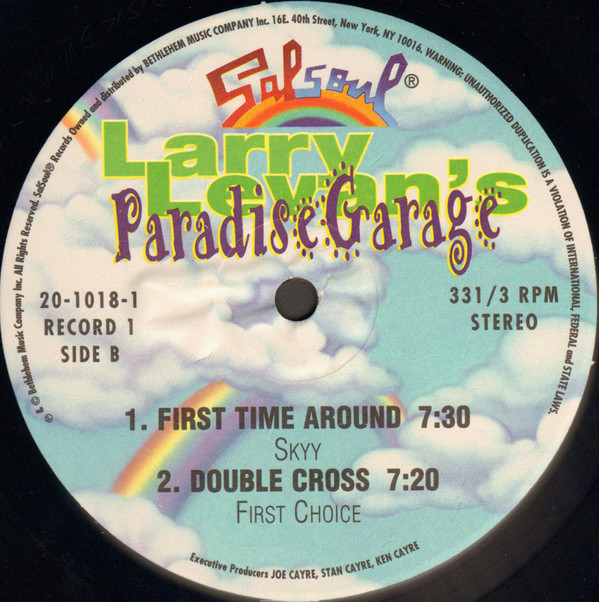 ℗ & © Bethlehem Music Company Inc. All Rights Reserved. SalSoul® Records Owned and distributed by BETHLEHEM MUSIC COMPANY Inc. 16E. 40th Street, New York, NY 10016. WARNING: UNAUTHORIZED DUPLICATION IS A VIOLATION OF INTERNATIONAL, FEDERAL and STATE LAWS.
Salsoul®
Larry
Levan's
Paradise Garage
20-1018-1
RECORD 1
SIDE B
331/3 RPM
STEREO
1. FIRST TIME AROUND 7:30
SKYY
2. DOUBLE CROSS 7:20
FIRST CHOICE
Executive Producers JOE CAYRE, STAN CAYRE, KEN CAYRE